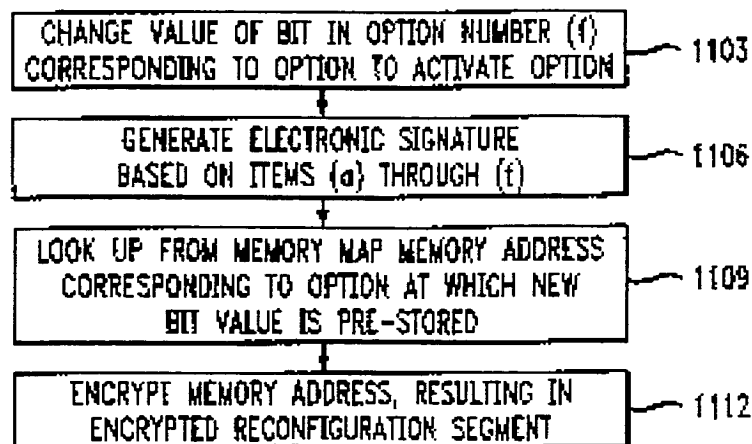 CHANGE VALUE OF BIT IN OPTION NUMBER (f)
CORRESPONDING TO OPTION TO ACTIVATE OPTION
1103
GENERATE ELECTRONIC SIGNATURE
BASED ON ITEMS (a) THROUGH (f)
1106
LOOK UP FROM MEMORY MAP MEMORY ADDRESS
CORRESPONDING TO OPTION AT WHICH NEW
BIT VALUE IS PRE-STORED
1109
ENCRYPT MEMORY ADDRESS, RESULTING IN
ENCRYPTED RECONFIGURATION SEGMENT
1112